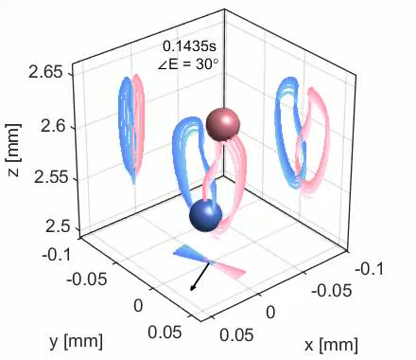 0.1435s
∠E = 30°
2.65
2.6
2.55
2.5
z [mm]
-0.1
-0.05
0
0.05
y [mm]
-0.1
-0.05
0
0.05
x [mm]